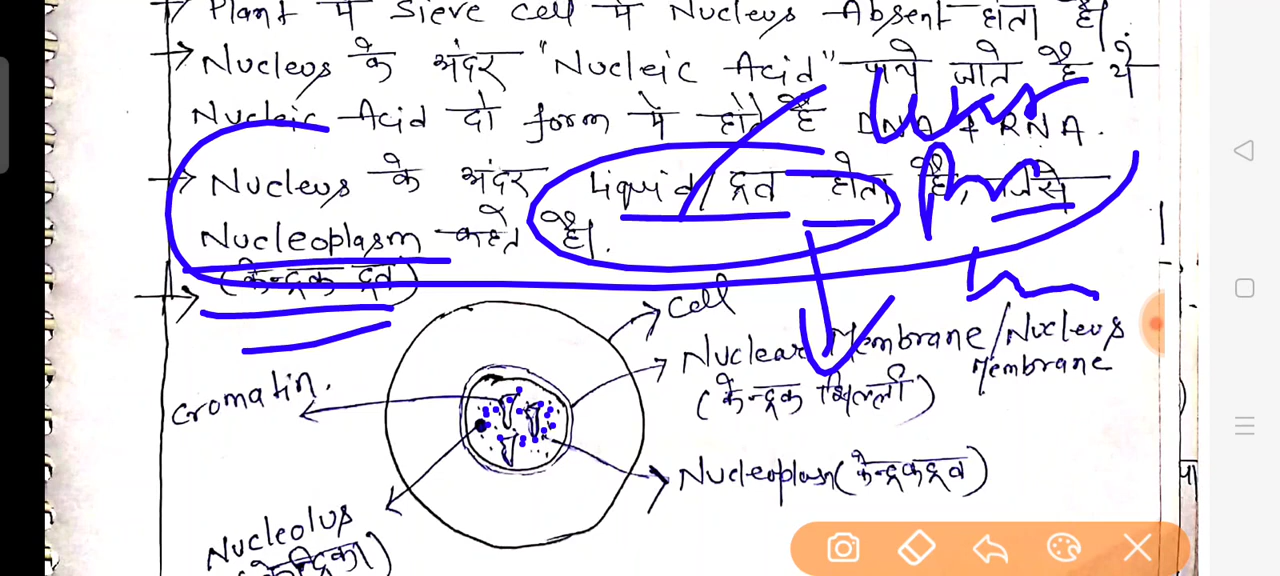 → Plant में Sieve Cell में Nucleus Absent होता है।
→ Nucleus के अंदर "Nucleic Acid" पाये जाते है ये
Nucleic Acid दो form में होते है DNA + RNA.
→ Nucleus के अंदर Liquid/द्रव होता है, जिसे
Nucleoplasm कहते है।
(केन्द्रक द्रव)
Cell
Nuclear Membrane/Nucleus Membrane
(केन्द्रक झिल्ली)
Cromatin.
Nucleoplasm(केन्द्रकद्रव)
Nucleolus